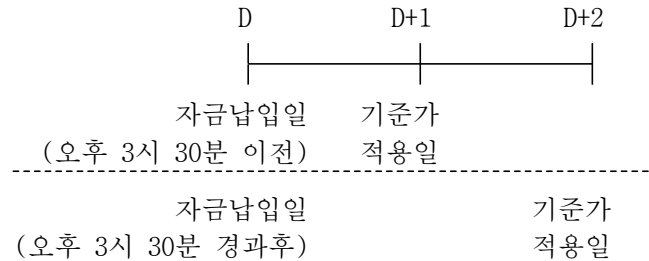 D D+1 D+2
자금납입일 기준가
(오후 3시 30분 이전) 적용일
자금납입일 기준가
(오후 3시 30분 경과후) 적용일